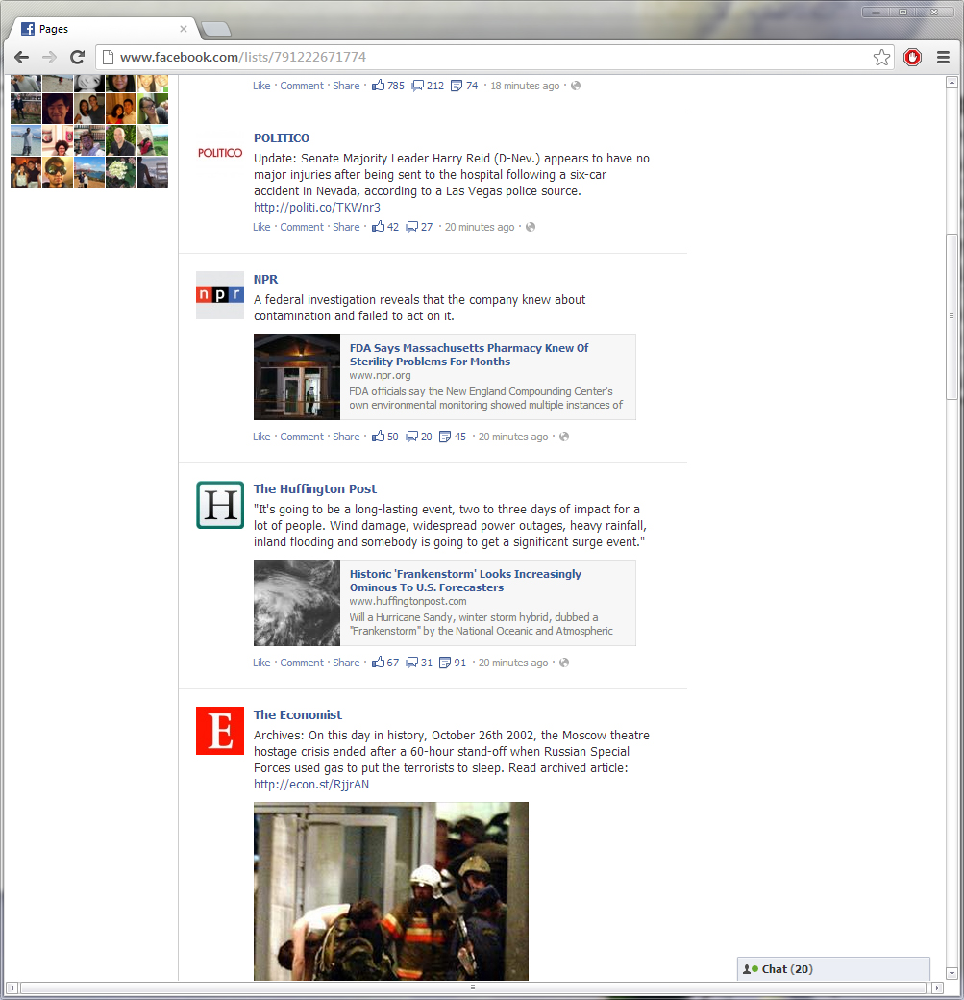 Pages
www.facebook.com/lists/791222671774
Like · Comment · Share · 785 212 74 · 18 minutes ago ·
POLITICO
POLITICO
Update: Senate Majority Leader Harry Reid (D-Nev.) appears to have no
major injuries after being sent to the hospital following a six-car
accident in Nevada, according to a Las Vegas police source.
http://politi.co/TKWnr3
Like · Comment · Share · 42 27 · 20 minutes ago ·
npr
NPR
A federal investigation reveals that the company knew about
contamination and failed to act on it.
FDA Says Massachusetts Pharmacy Knew Of
Sterility Problems For Months
www.npr.org
FDA officials say the New England Compounding Center's
own environmental monitoring showed multiple instances of
Like · Comment · Share · 50 20 45 · 20 minutes ago ·
H
The Huffington Post
"It's going to be a long-lasting event, two to three days of impact for a
lot of people. Wind damage, widespread power outages, heavy rainfall,
inland flooding and somebody is going to get a significant surge event."
Historic 'Frankenstorm' Looks Increasingly
Ominous To U.S. Forecasters
www.huffingtonpost.com
Will a Hurricane Sandy, winter storm hybrid, dubbed a
"Frankenstorm" by the National Oceanic and Atmospheric
Like · Comment · Share · 67 31 91 · 20 minutes ago ·
E
The Economist
Archives: On this day in history, October 26th 2002, the Moscow theatre
hostage crisis ended after a 60-hour stand-off when Russian Special
Forces used gas to put the terrorists to sleep. Read archived article:
http://econ.st/RjjrAN
Chat (20)